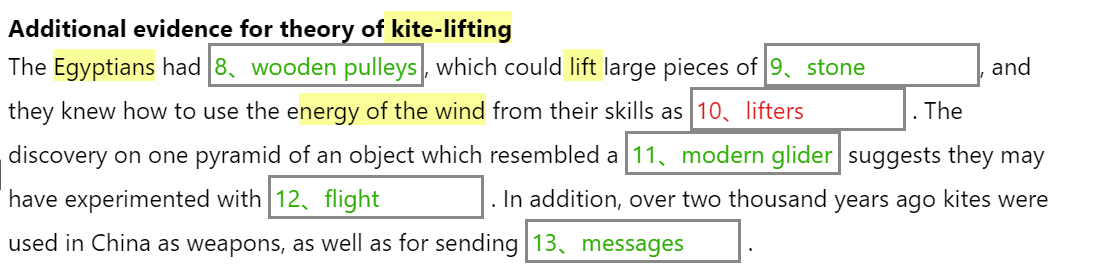 Additional evidence for theory of kite-lifting
The Egyptians had 8、wooden pulleys , which could lift large pieces of 9、stone , and
they knew how to use the energy of the wind from their skills as 10、lifters . The
discovery on one pyramid of an object which resembled a 11、modern glider suggests they may
have experimented with 12、flight . In addition, over two thousand years ago kites were
used in China as weapons, as well as for sending 13、messages .